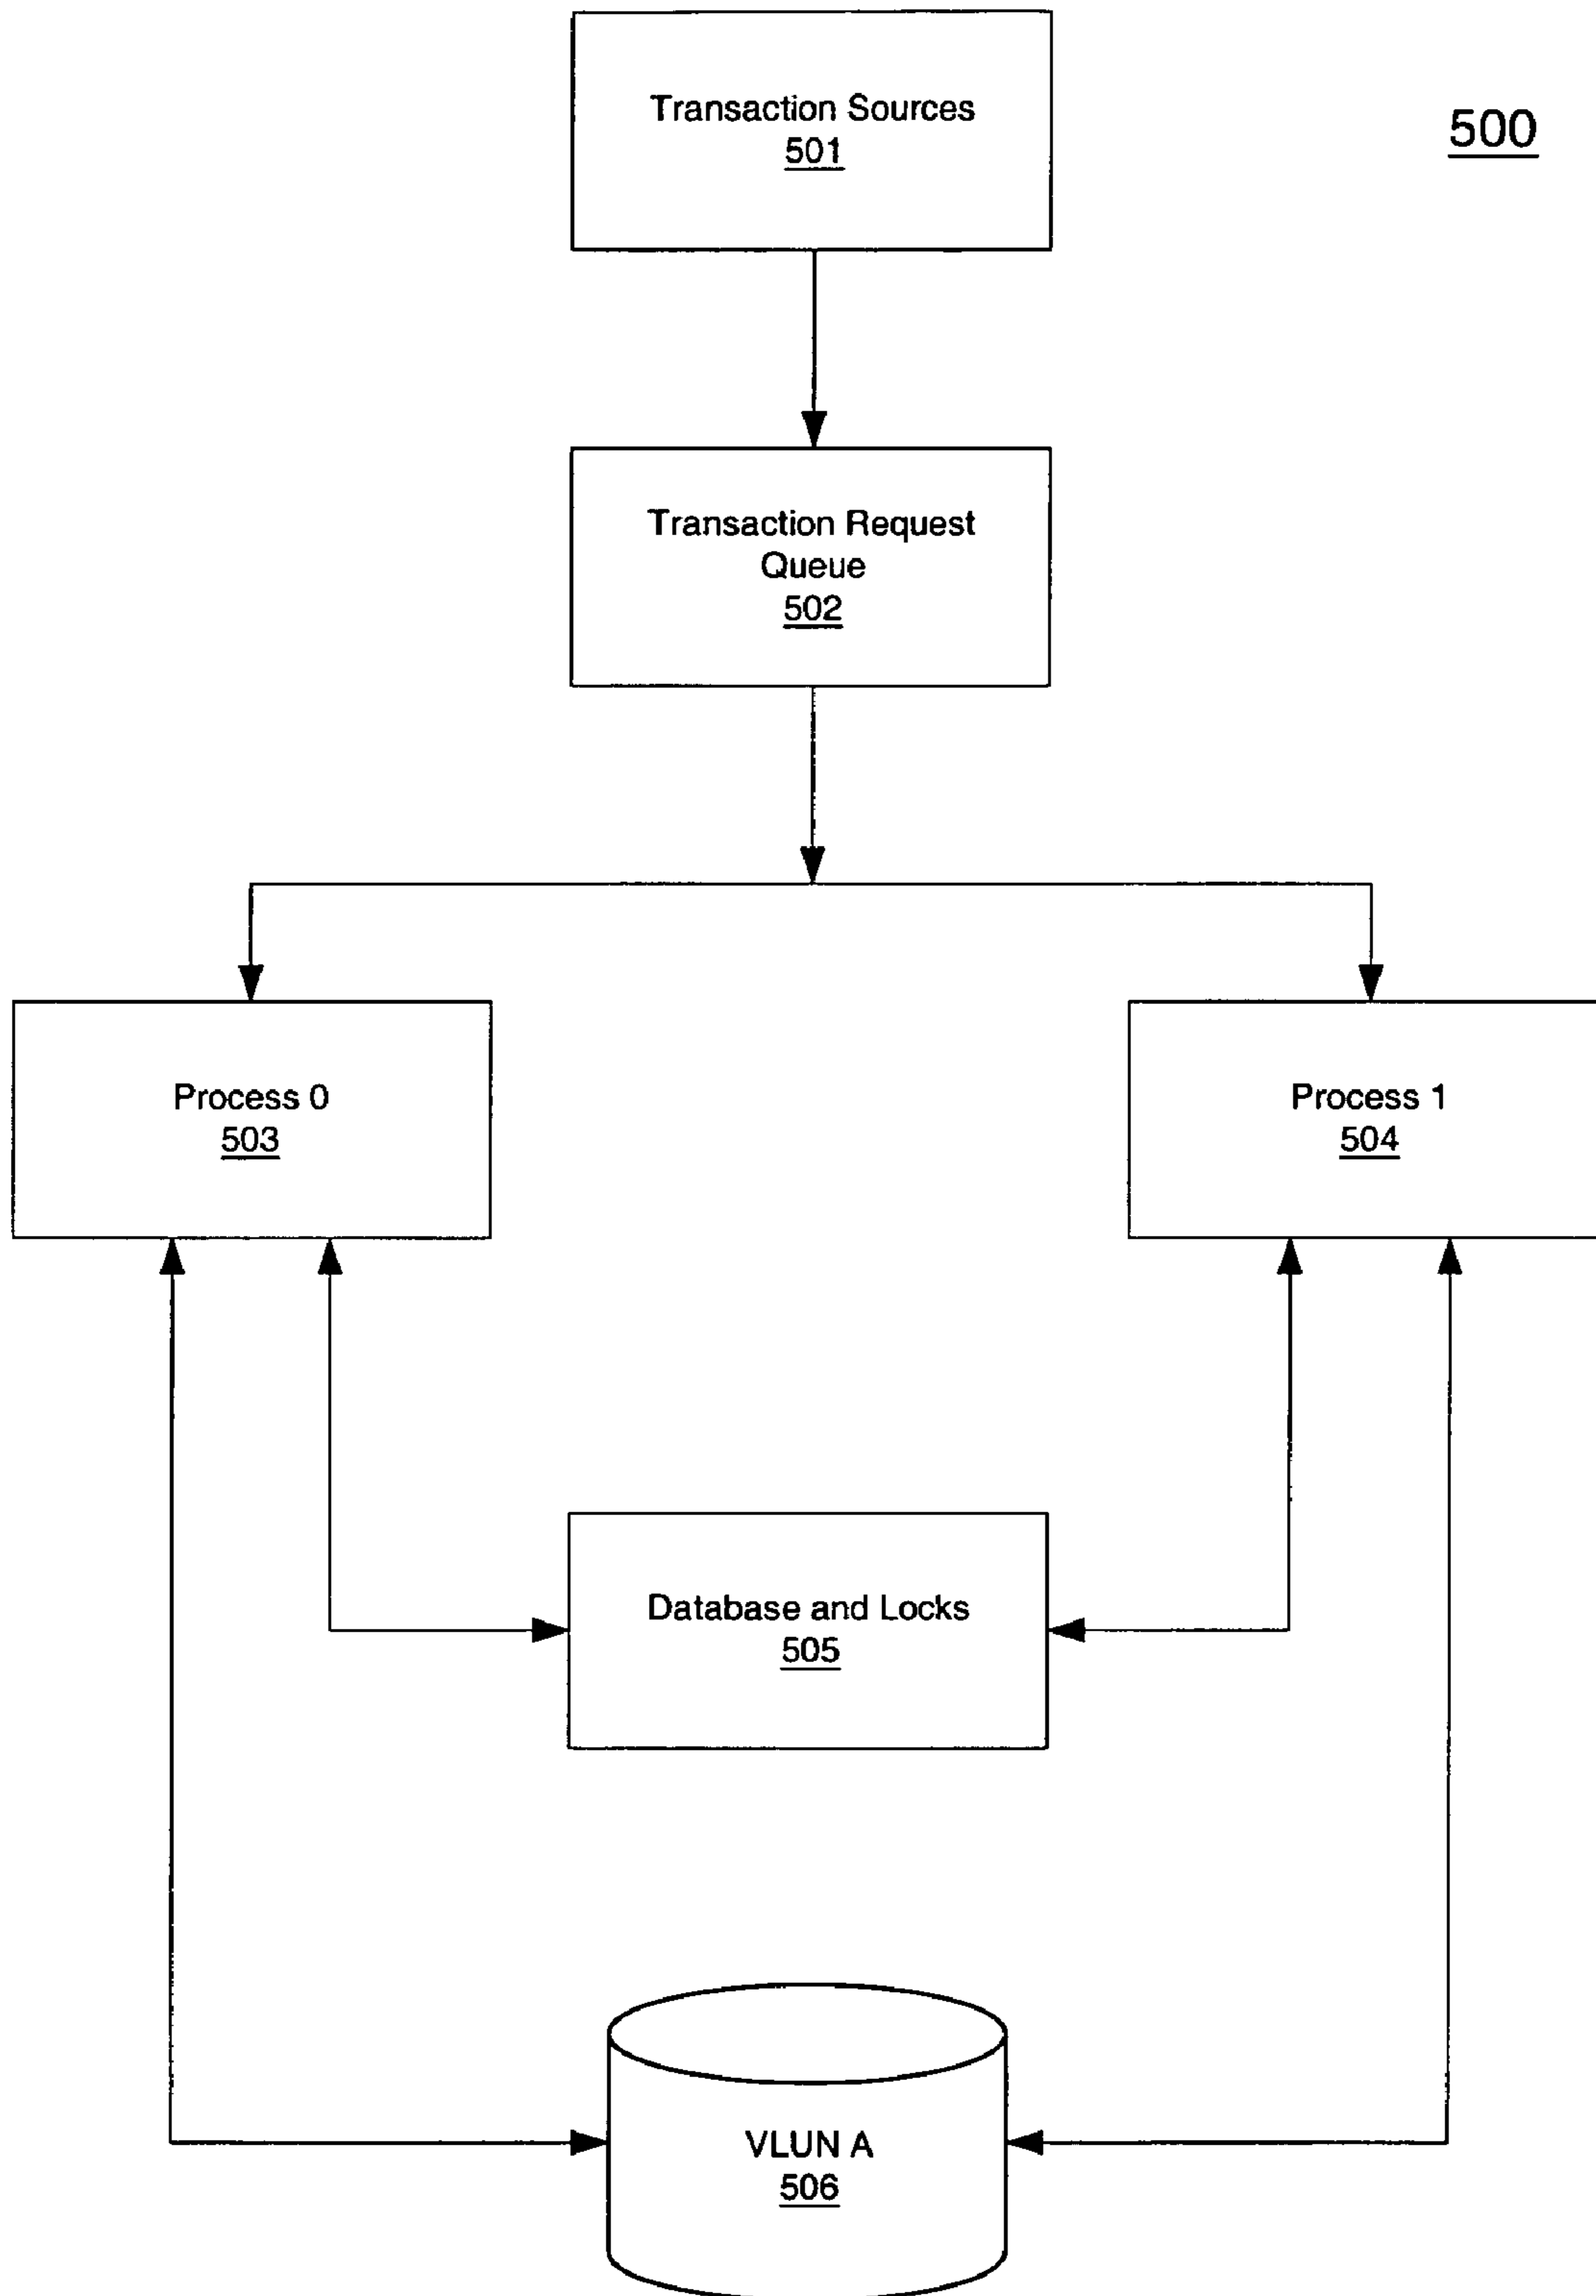 Transaction Sources
501
500
Transaction Request
Queue
502
Process 0
503
Process 1
504
Database and Locks
505
VLUN A
506